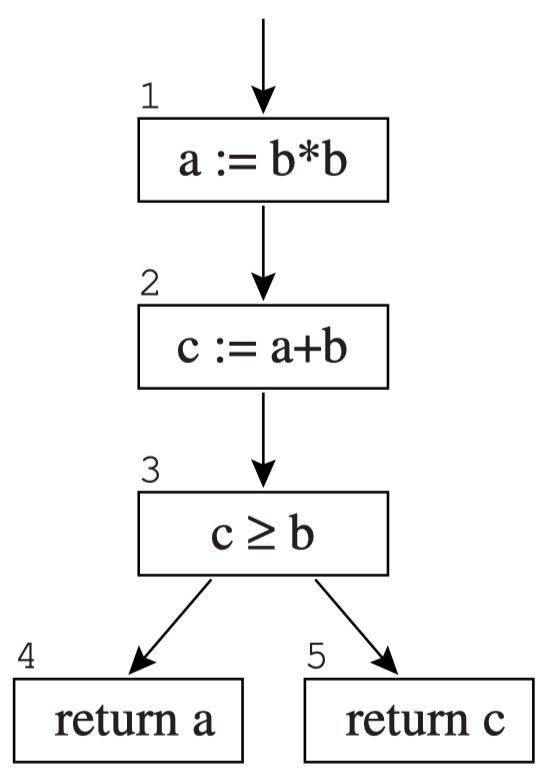 1
a := b*b
2
c := a+b
3
c ≥ b
4
5
return a
return c